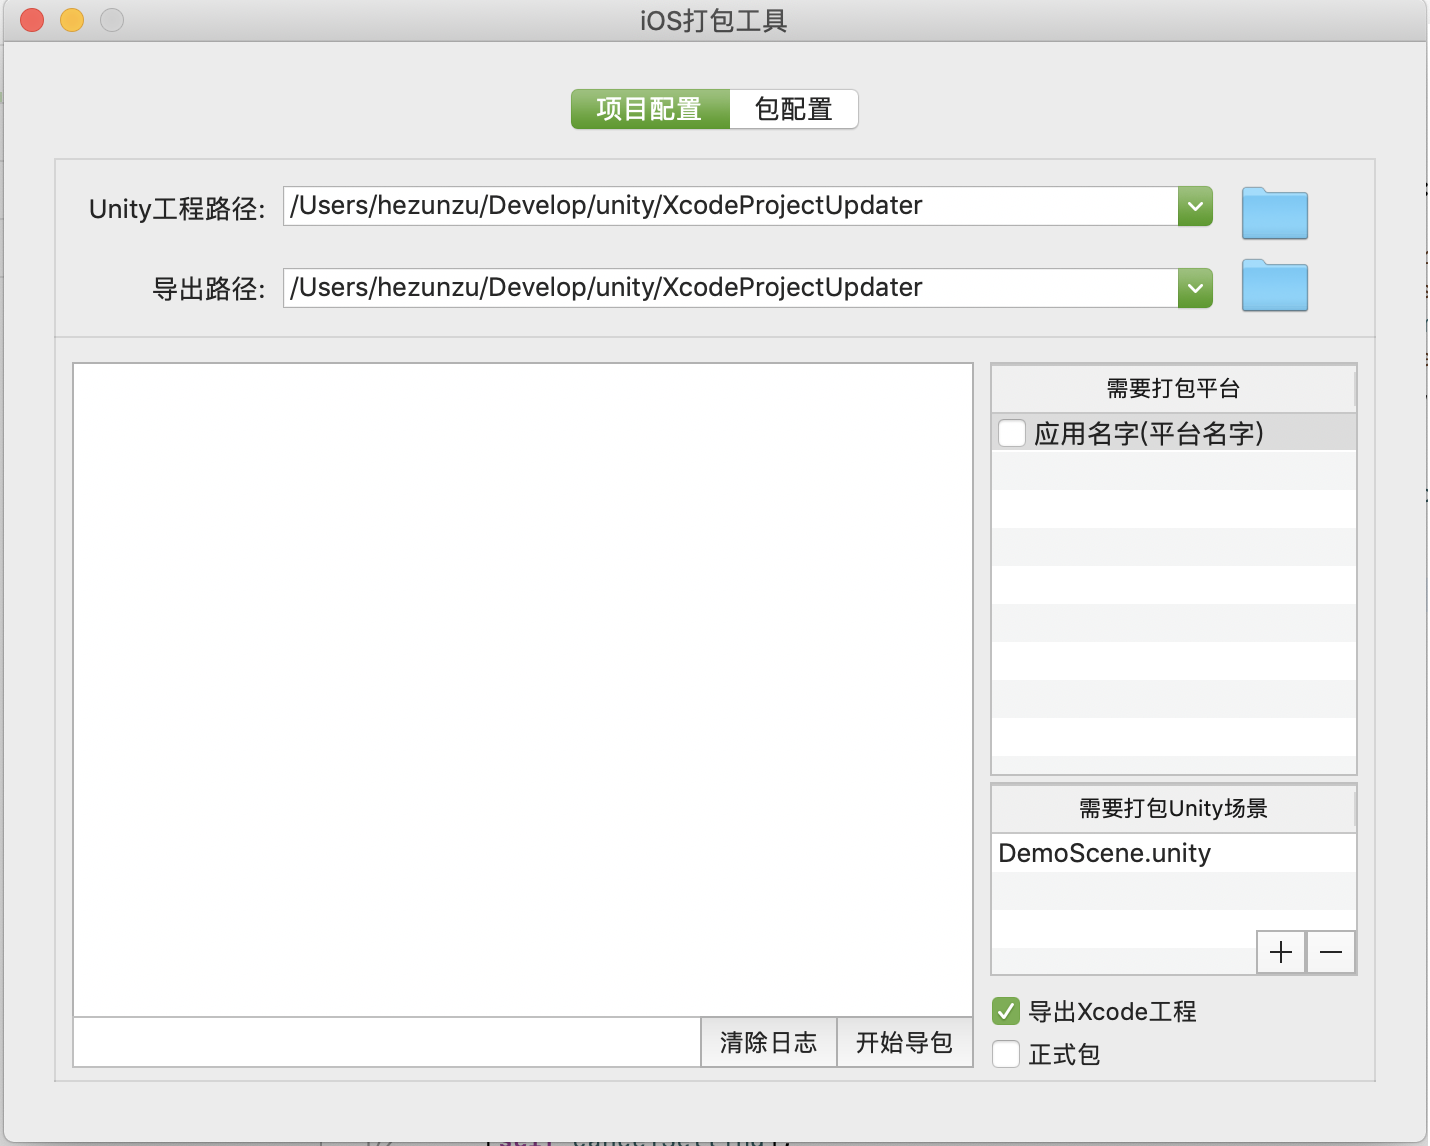 iOS打包工具
项目配置
包配置
Unity工程路径:
/Users/hezunzu/Develop/unity/XcodeProjectUpdater
导出路径:
/Users/hezunzu/Develop/unity/XcodeProjectUpdater
需要打包平台
应用名字(平台名字)
需要打包Unity场景
DemoScene.unity
导出Xcode工程
清除日志
开始导包
正式包